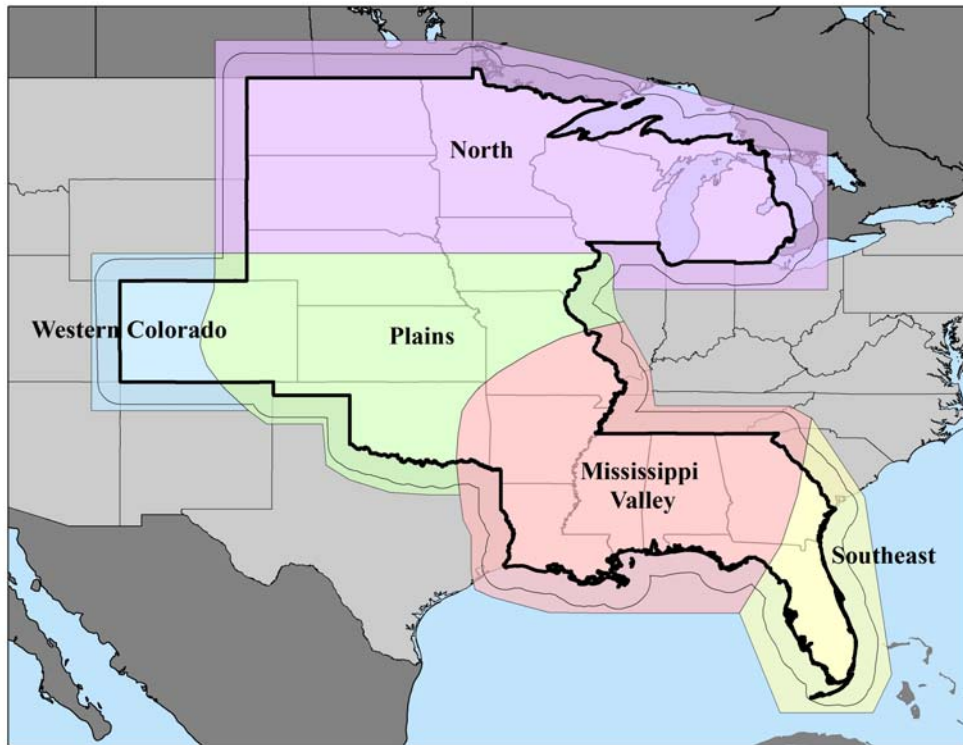 North
Western Colorado
Plains
Mississippi
Valley
Southeast